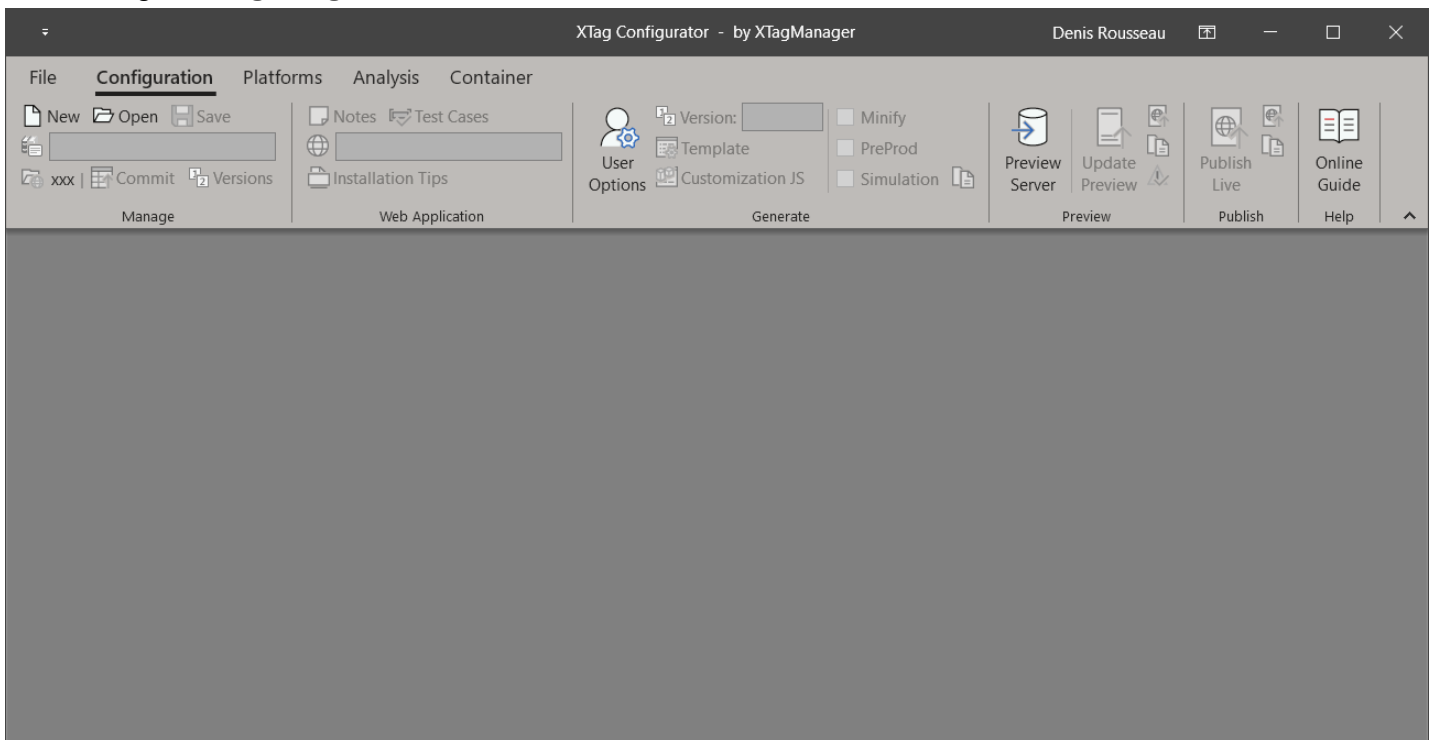 XTag Configurator - by XTagManager Denis Rousseau
File Configuration Platforms Analysis Container
New Open Save Notes Test Cases Version: Minify
Template PreProd
xxx | Commit Versions Installation Tips User Options Customization JS Simulation Preview Server Update Preview Publish Live Online Guide
Manage Web Application Generate Preview Publish Help